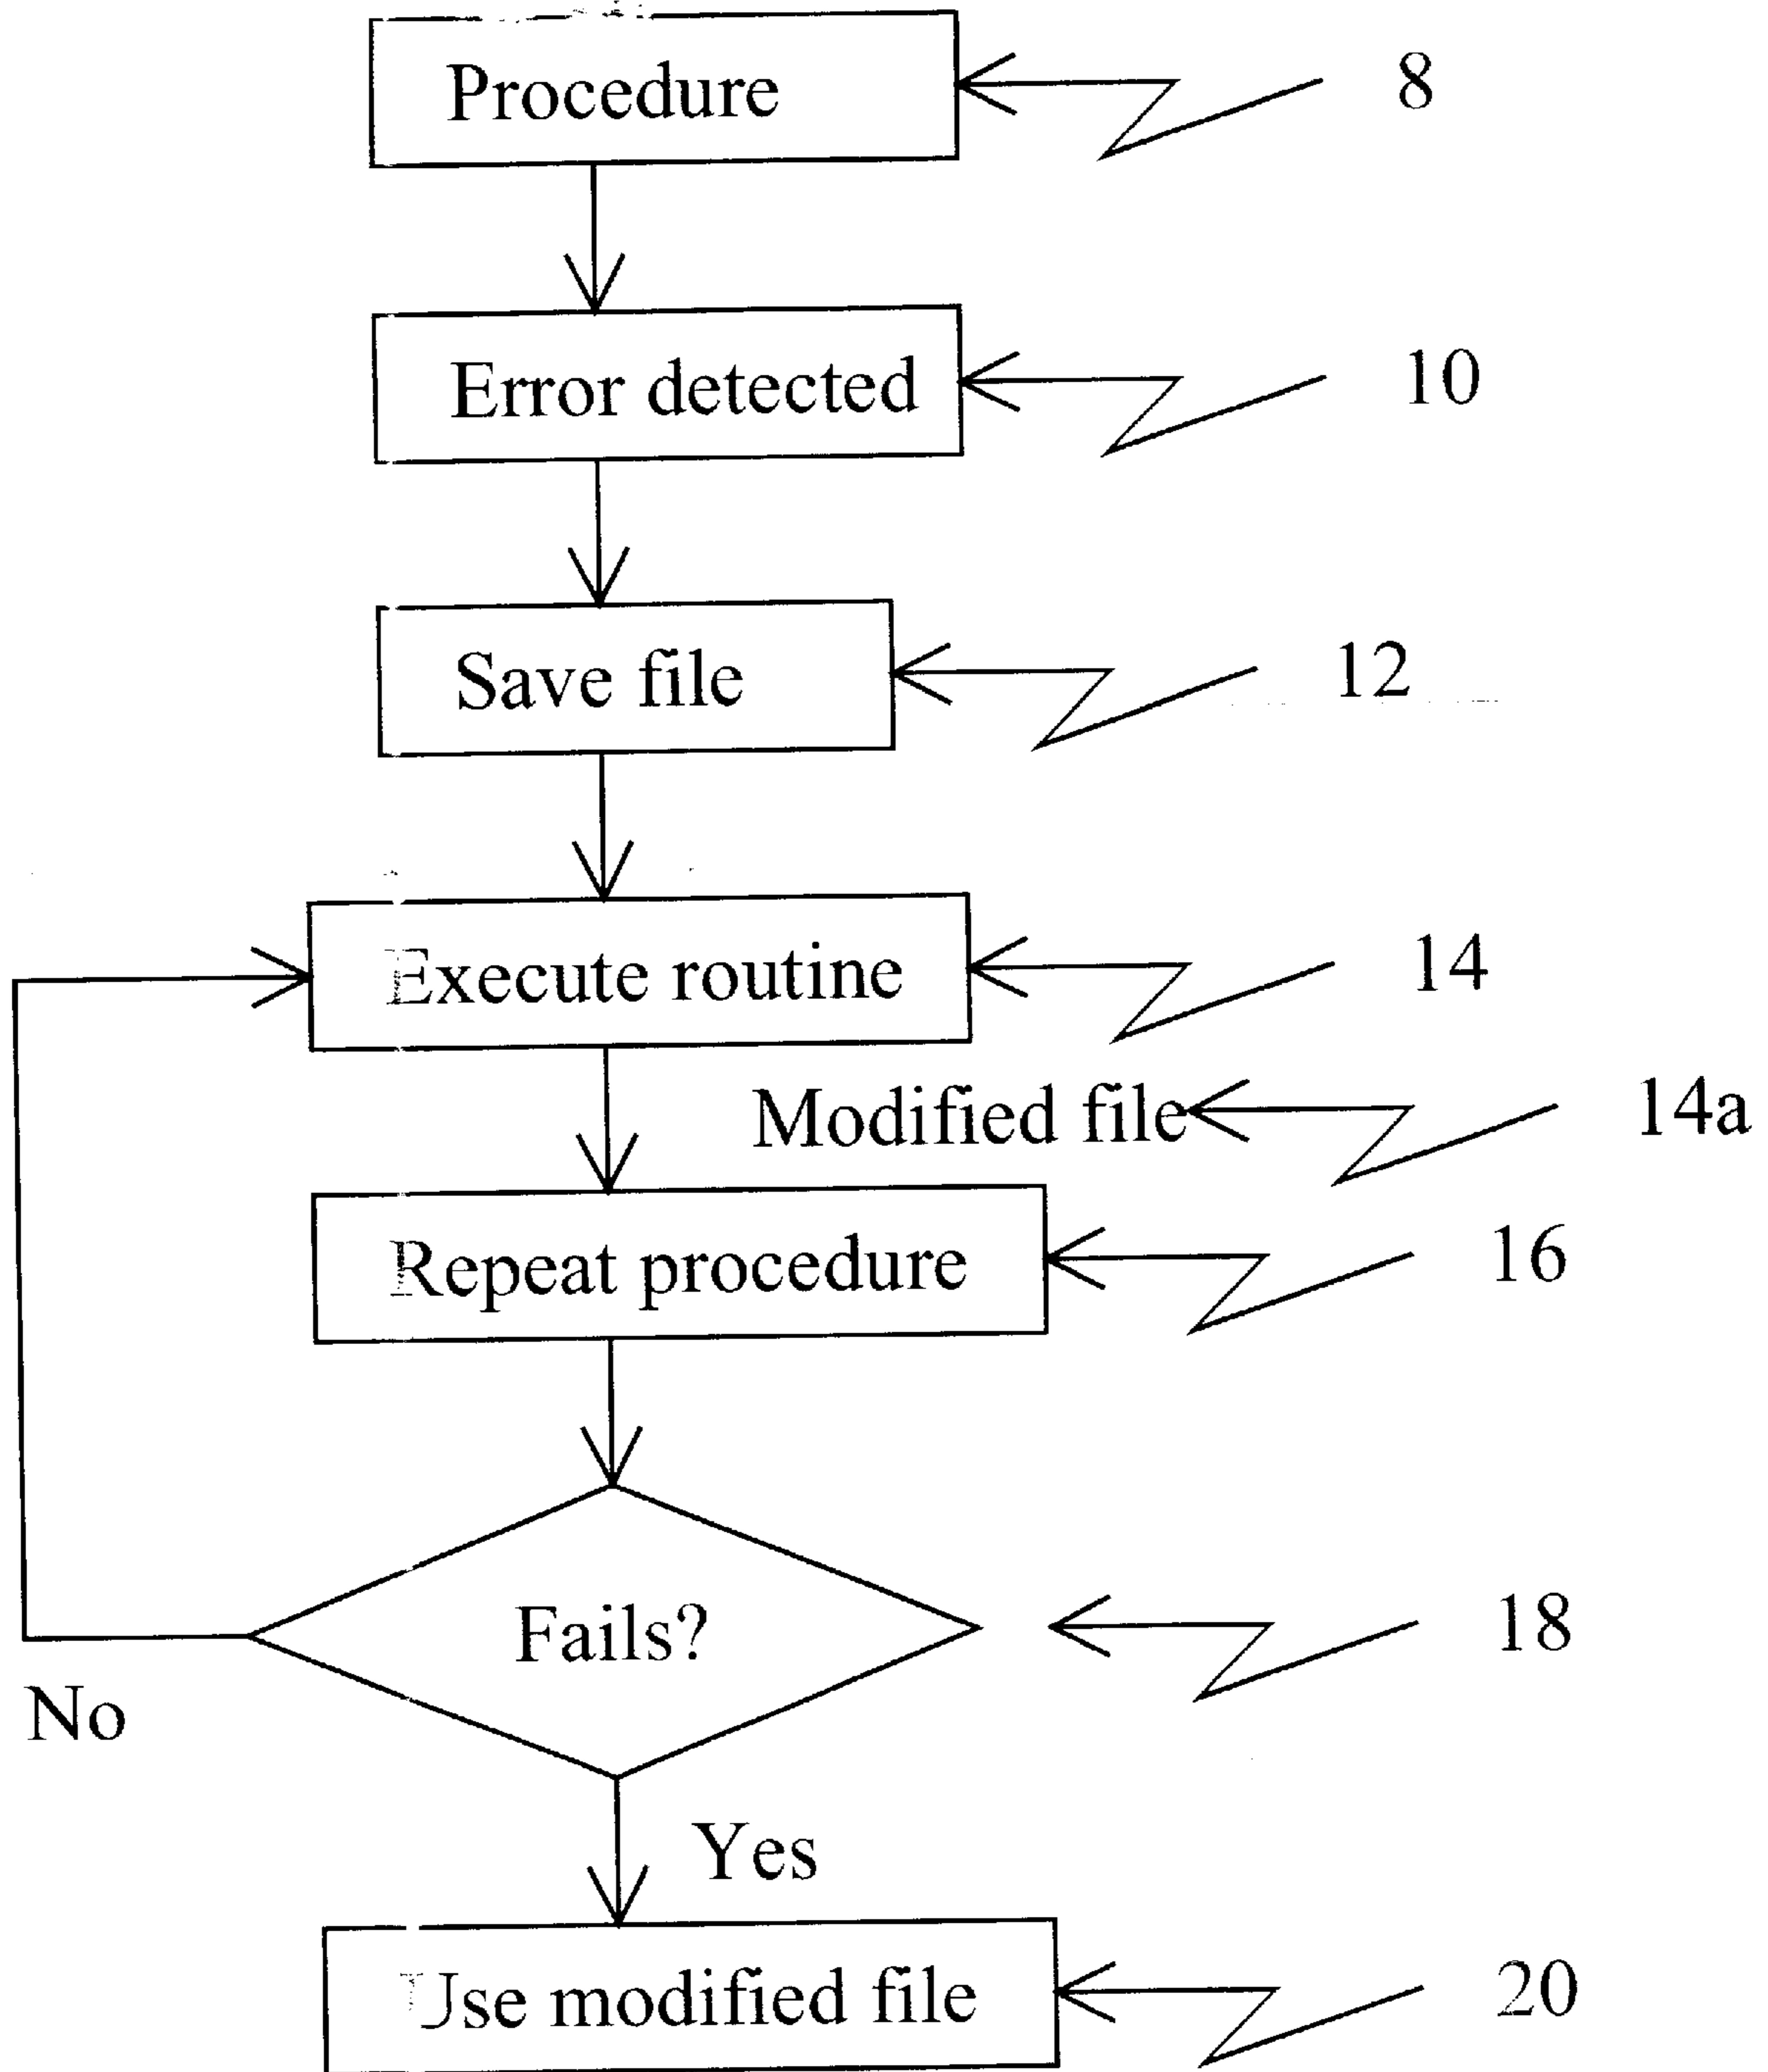 Procedure 8
Error detected 10
Save file 12
Execute routine 14
Modified file 14a
Repeat procedure 16
Fails? 18
No
Yes
Use modified file 20